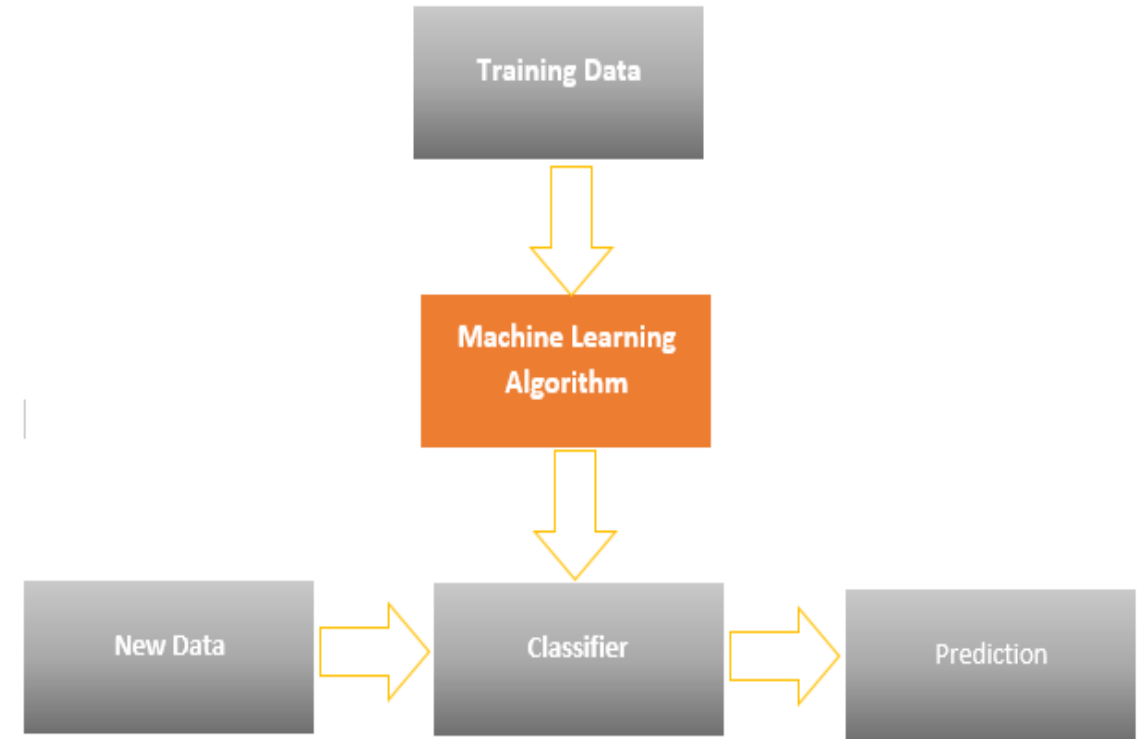 Training Data
Machine Learning
Algorithm
New Data
Classifier
Prediction